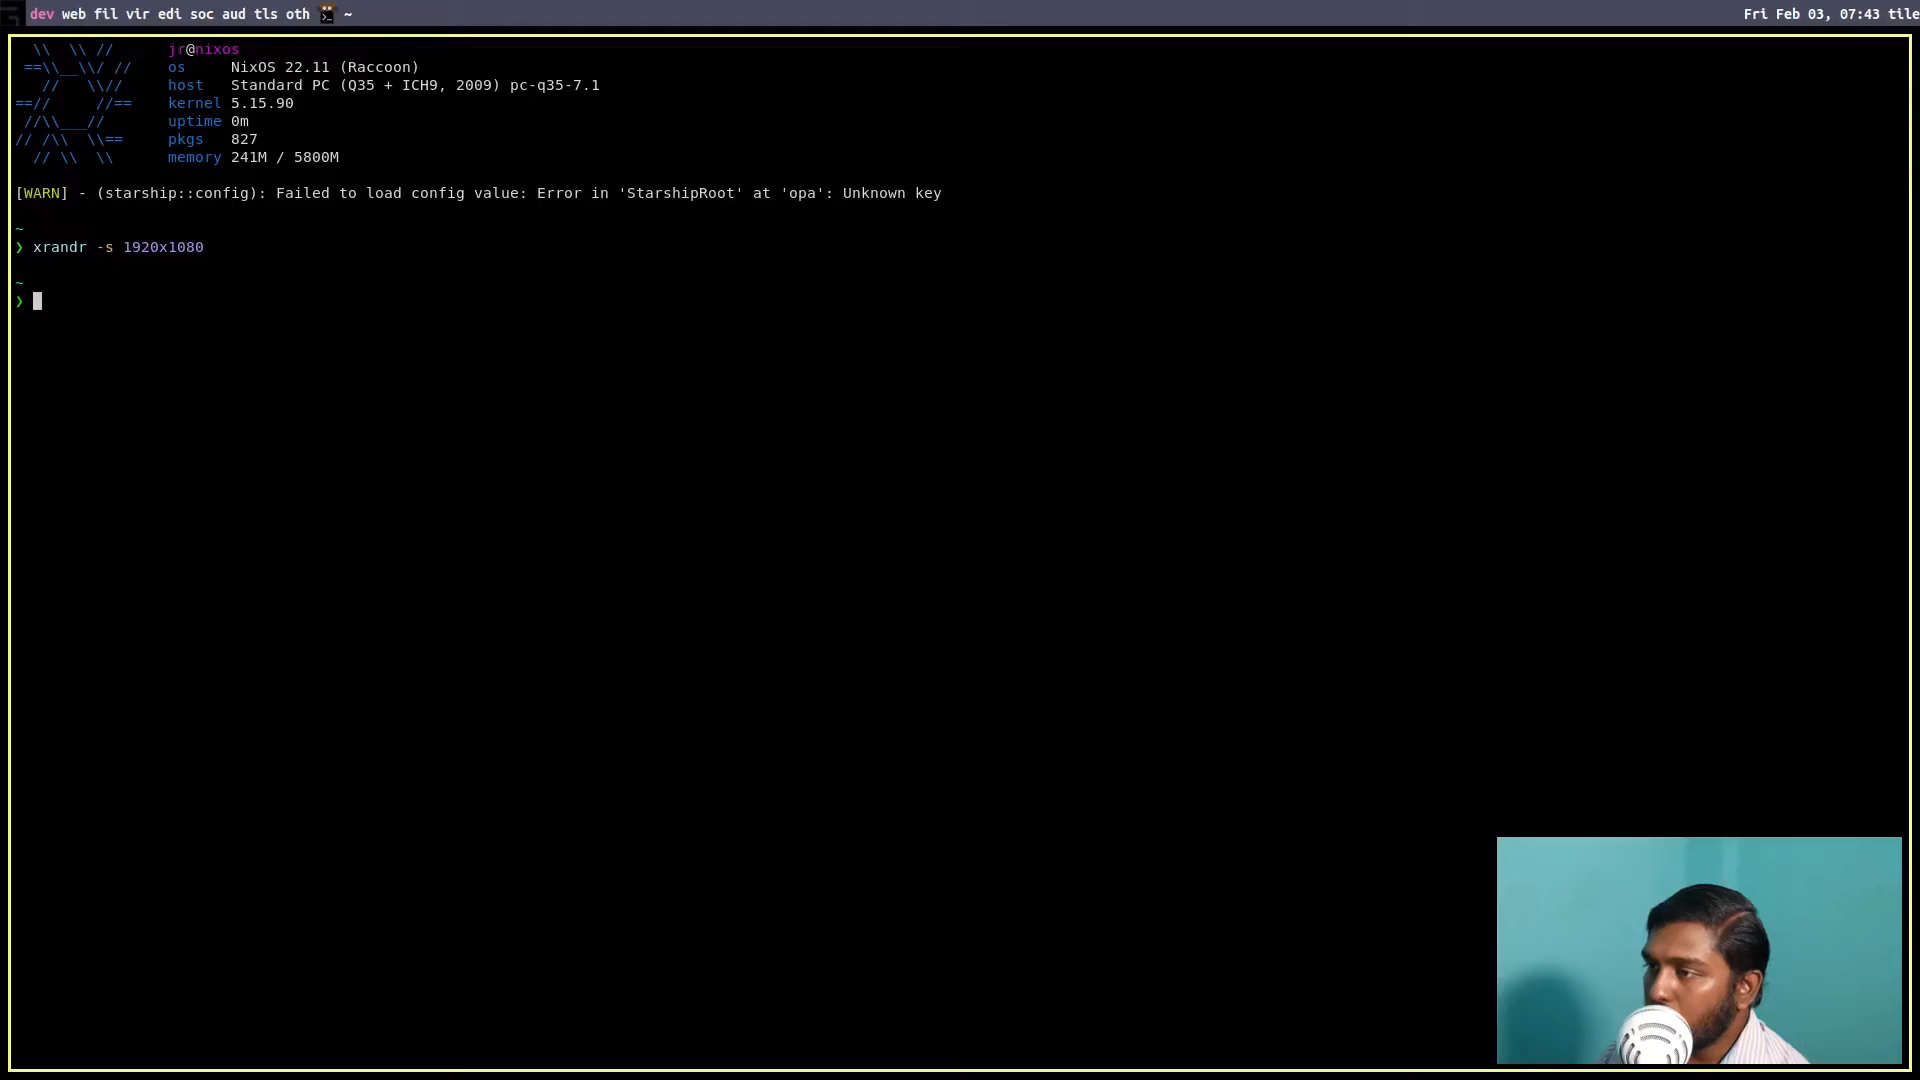 dev web fil vir edi soc aud tls oth ~ Fri Feb 03, 07:43 tile
\\  \\ //      jr@nixos
==\\__\\/ //    os     NixOS 22.11 (Raccoon)
//   \\//     host   Standard PC (Q35 + ICH9, 2009) pc-q35-7.1
==//     //==    kernel 5.15.90
//\\___//       uptime 0m
// /\\  \\==     pkgs   827
// \\  \\      memory 241M / 5800M
[WARN] - (starship::config): Failed to load config value: Error in 'StarshipRoot' at 'opa': Unknown key
~
❯ xrandr -s 1920x1080
~
❯